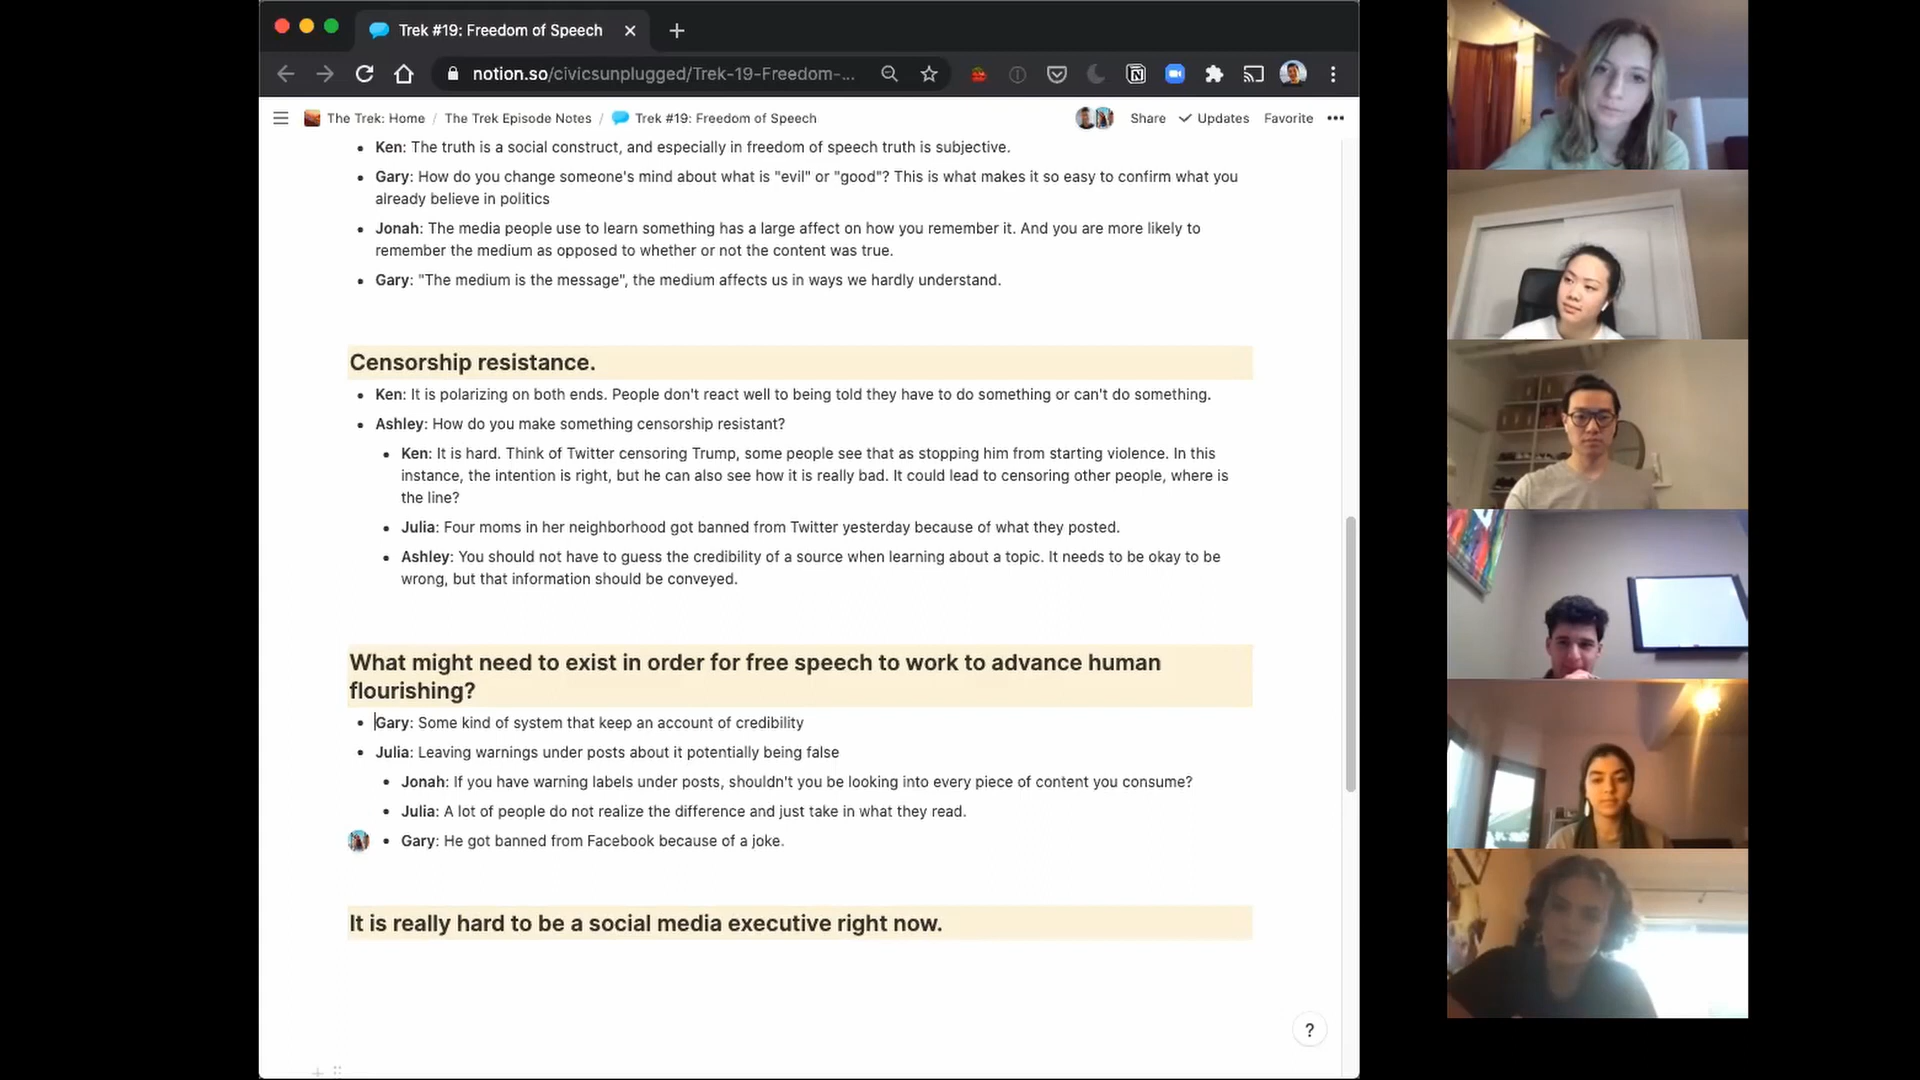 Trek #19: Freedom of Speech
notion.so/civicsunplugged/Trek-19-Freedom-...
The Trek: Home / The Trek Episode Notes / Trek #19: Freedom of Speech
Share Updates Favorite
Ken: The truth is a social construct, and especially in freedom of speech truth is subjective.
Gary: How do you change someone's mind about what is "evil" or "good"? This is what makes it so easy to confirm what you
already believe in politics
Jonah: The media people use to learn something has a large affect on how you remember it. And you are more likely to
remember the medium as opposed to whether or not the content was true.
Gary: "The medium is the message", the medium affects us in ways we hardly understand.
Censorship resistance.
Ken: It is polarizing on both ends. People don't react well to being told they have to do something or can't do something.
Ashley: How do you make something censorship resistant?
Ken: It is hard. Think of Twitter censoring Trump, some people see that as stopping him from starting violence. In this
instance, the intention is right, but he can also see how it is really bad. It could lead to censoring other people, where is
the line?
Julia: Four moms in her neighborhood got banned from Twitter yesterday because of what they posted.
Ashley: You should not have to guess the credibility of a source when learning about a topic. It needs to be okay to be
wrong, but that information should be conveyed.
What might need to exist in order for free speech to work to advance human
flourishing?
Gary: Some kind of system that keep an account of credibility
Julia: Leaving warnings under posts about it potentially being false
Jonah: If you have warning labels under posts, shouldn't you be looking into every piece of content you consume?
Julia: A lot of people do not realize the difference and just take in what they read.
Gary: He got banned from Facebook because of a joke.
It is really hard to be a social media executive right now.
?